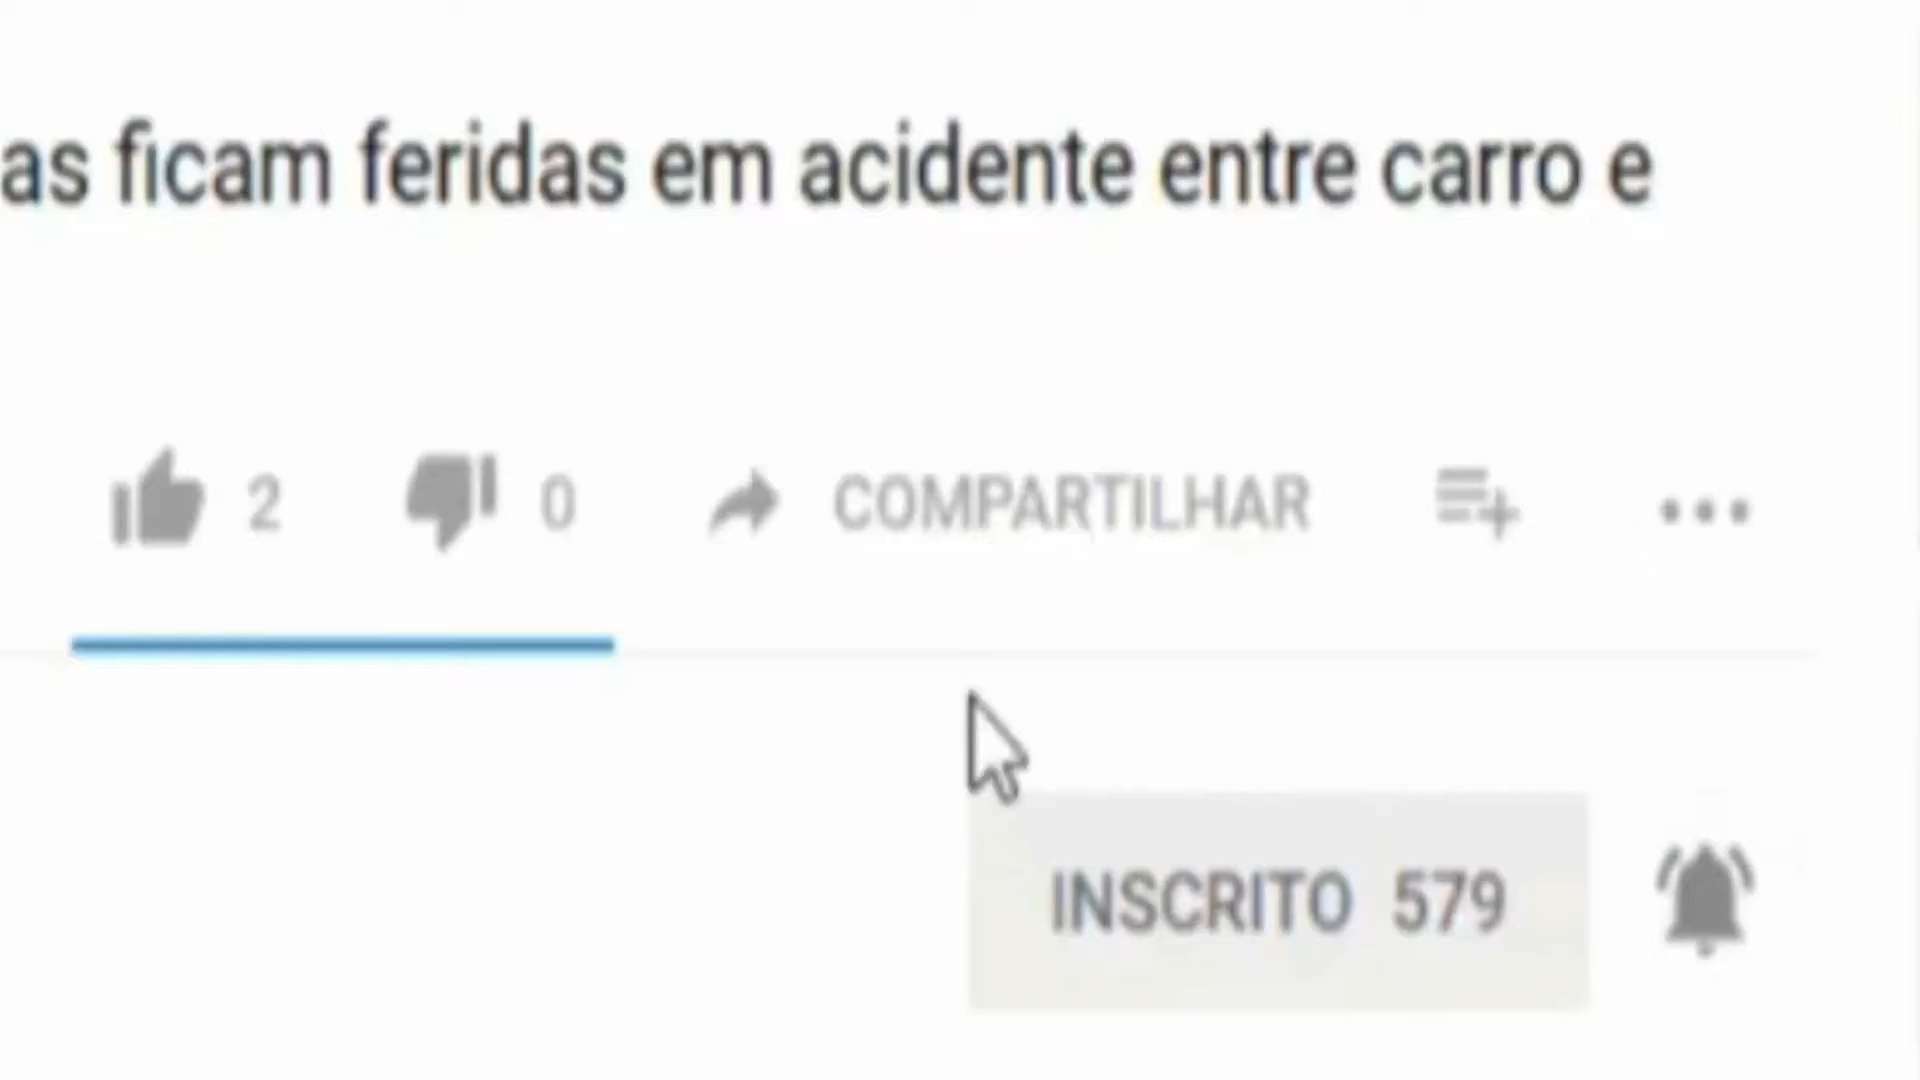 as ficam feridas em acidente entre carro e
2 0 COMPARTILHAR
INSCRITO 579